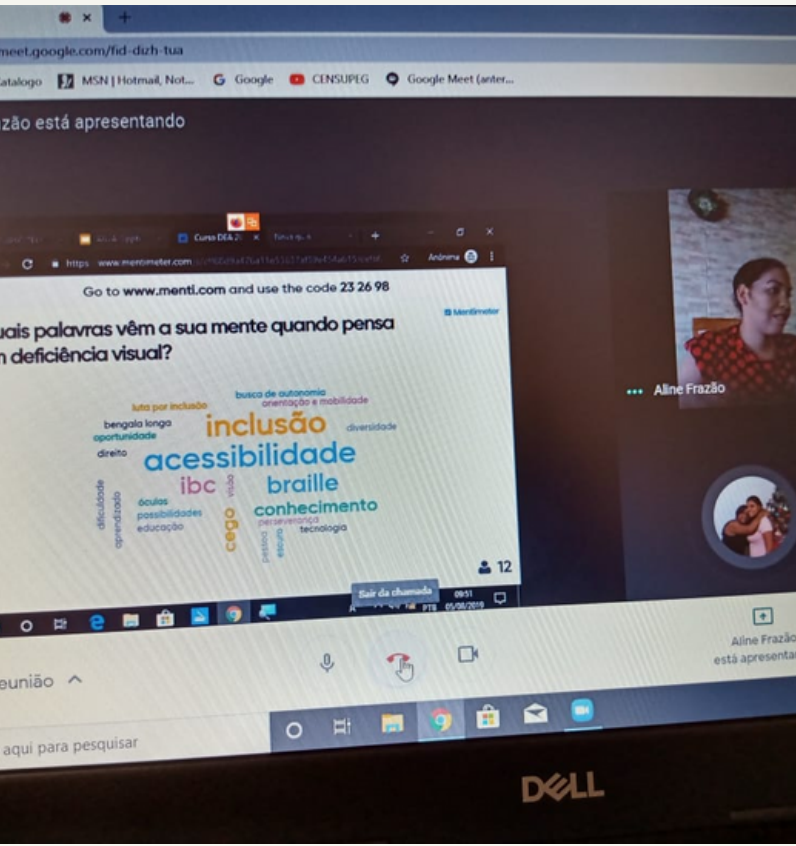 meet.google.com/fid-dizh-tua
atalogo MSN | Hotmail, Not... Google CENSUPEG Google Meet (anter...
zão está apresentando
https www.mentimeter.com Anônima
Go to www.menti.com and use the code 23 26 98
Mentimeter
uais palavras vêm a sua mente quando pensa
m deficiência visual?
busca de autonomia
luta por inclusão orientação e mobilidade
bengala longa inclusão diversidade
oportunidade
direito acessibilidade
dificuldade aprendizado ibc visão braille
óculos
possibilidades conhecimento
educação cego perseverança
pessoa escuro tecnologia
12
Aline Frazão
Sair da chamada
09:51
PTB 05/08/2019
eunião
Aline Frazão
está apresenta
aqui para pesquisar
DELL